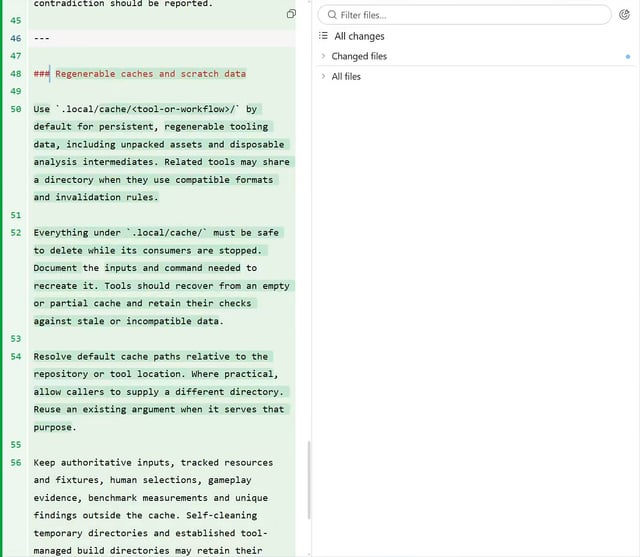 contradiction should be reported.
45
46 ---
47
48 ### Regenerable caches and scratch data
49
50 Use `.local/cache/<tool-or-workflow>/` by
default for persistent, regenerable tooling
data, including unpacked assets and disposable
analysis intermediates. Related tools may share
a directory when they use compatible formats
and invalidation rules.
51
52 Everything under `.local/cache/` must be safe
to delete while its consumers are stopped.
Document the inputs and command needed to
recreate it. Tools should recover from an empty
or partial cache and retain their checks
against stale or incompatible data.
53
54 Resolve default cache paths relative to the
repository or tool location. Where practical,
allow callers to supply a different directory.
Reuse an existing argument when it serves that
purpose.
55
56 Keep authoritative inputs, tracked resources
and fixtures, human selections, gameplay
evidence, benchmark measurements and unique
findings outside the cache. Self-cleaning
temporary directories and established tool-
managed build directories may retain their
Filter files...
All changes
Changed files
All files